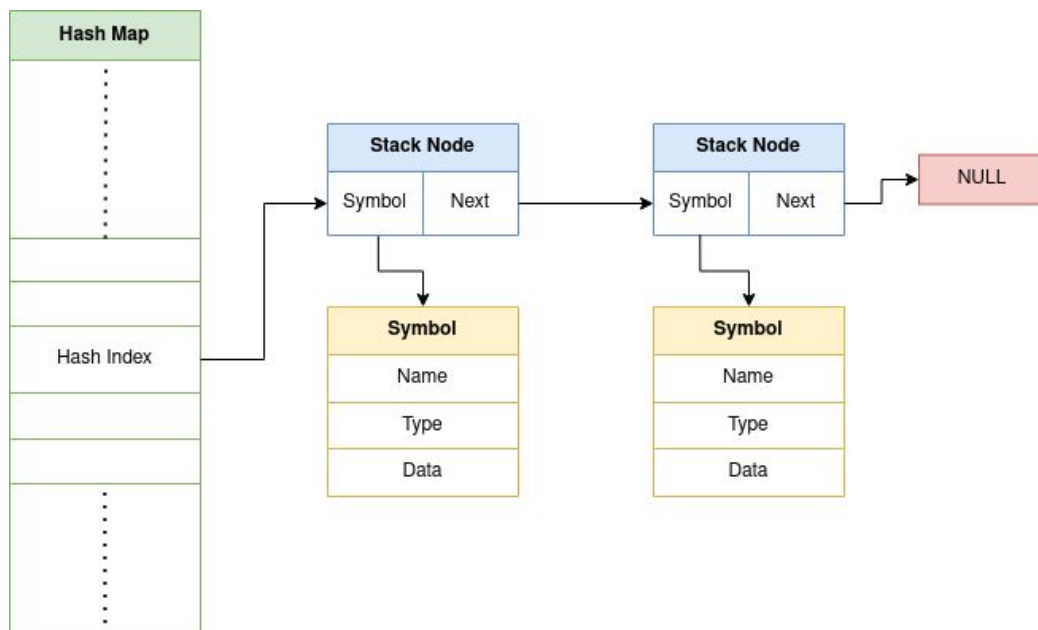 Hash Map
Hash Index
Stack Node
Symbol Next
Symbol
Name
Type
Data
Stack Node
Symbol Next
Symbol
Name
Type
Data
NULL